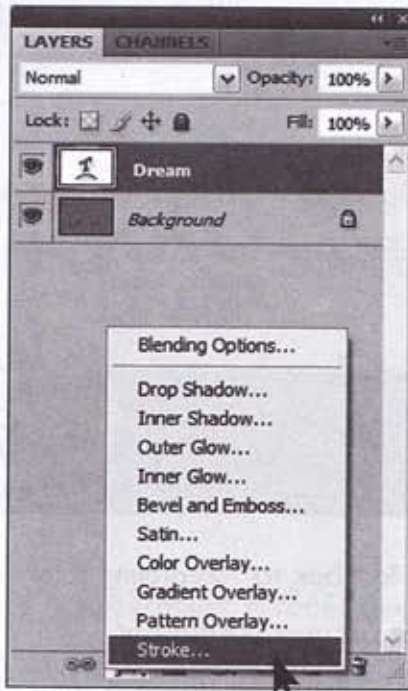 LAYERS CHANNELS
Normal Opacity: 100%
Lock: Fill: 100%
Dream
Background
Blending Options...
Drop Shadow...
Inner Shadow...
Outer Glow...
Inner Glow...
Bevel and Emboss...
Satin...
Color Overlay...
Gradient Overlay...
Pattern Overlay...
Stroke...